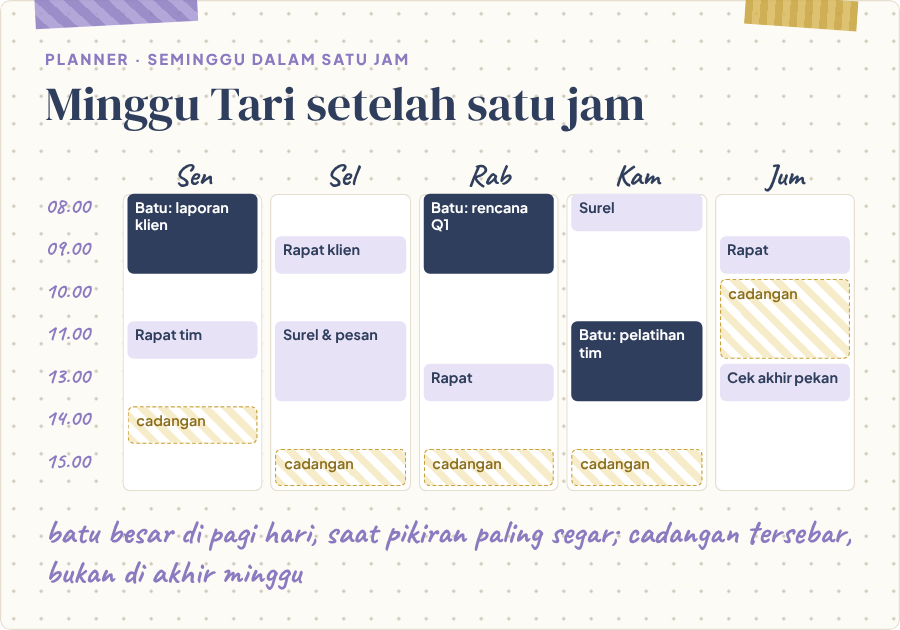 PLANNER · SEMINGGU DALAM SATU JAM
Minggu Tari setelah satu jam
Sen Sel Rab Kam Jum
08.00
09.00
10.00
11.00
13.00
14.00
15.00
Batu: laporan
klien
Rapat tim
cadangan
Rapat klien
Surel & pesan
cadangan
Batu: rencana
Q1
Rapat
cadangan
Surel
Batu: pelatihan
tim
cadangan
Rapat
cadangan
Cek akhir pekan
batu besar di pagi hari, saat pikiran paling segar; cadangan tersebar,
bukan di akhir minggu